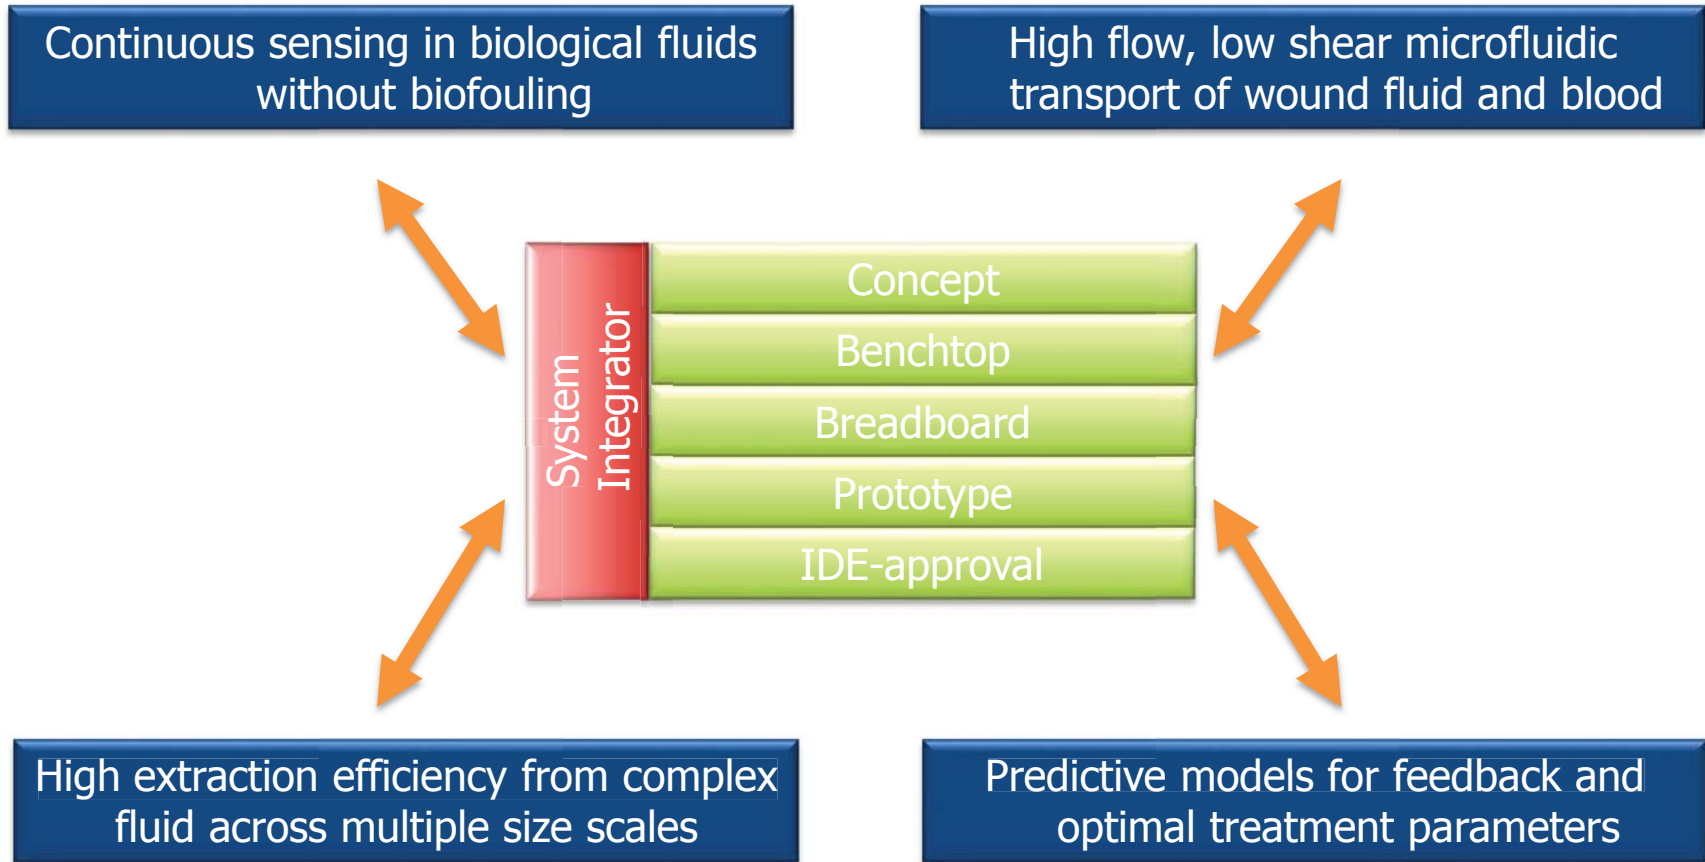 Continuous sensing in biological fluids
without biofouling
High flow, low shear microfluidic
transport of wound fluid and blood
System
Integrator
Concept
Benchtop
Breadboard
Prototype
IDE-approval
High extraction efficiency from complex
fluid across multiple size scales
Predictive models for feedback and
optimal treatment parameters